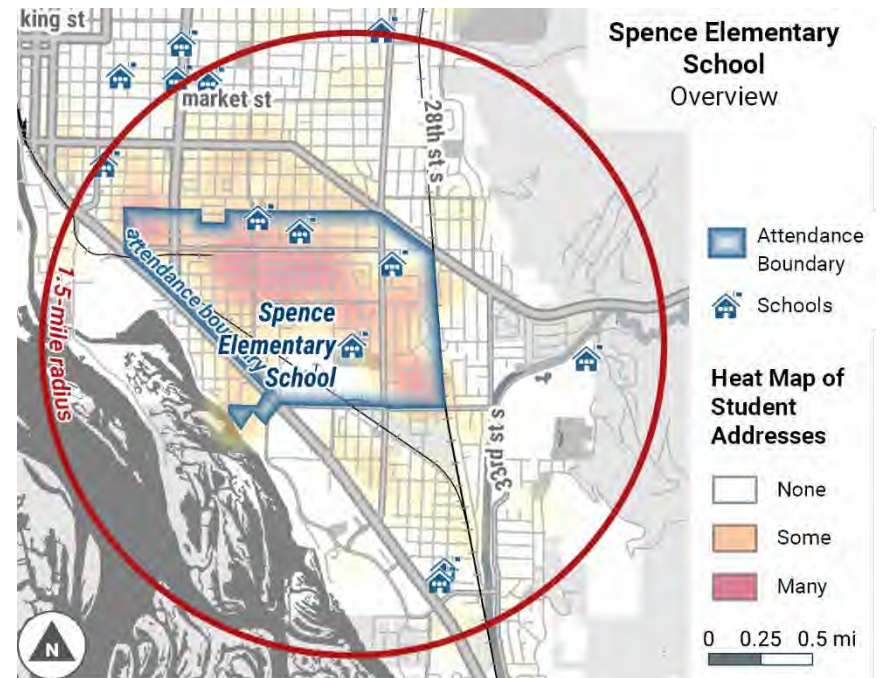 king st
market st
28th st s
attendance boundary
1.5-mile radius
Spence
Elementary
School
33rd st s
N
Spence Elementary
School
Overview
Attendance
Boundary
Schools
Heat Map of
Student
Addresses
None
Some
Many
0 0.25 0.5 mi